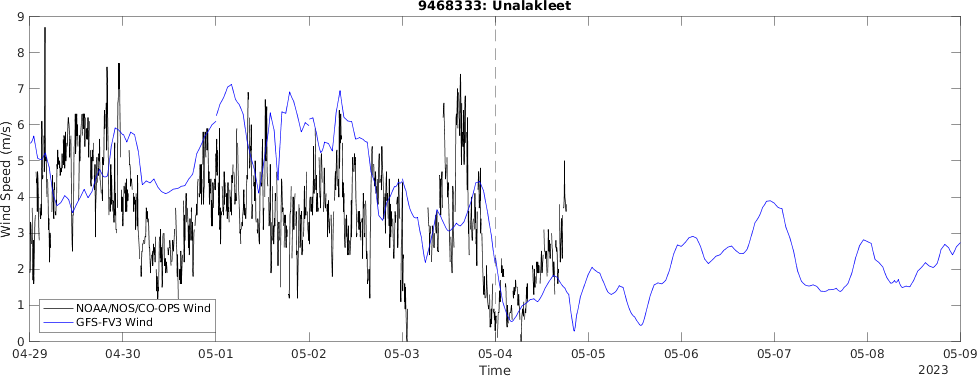 9468333: Unalakleet
Wind Speed (m/s)
9
8
7
6
5
4
3
2
1
0
NOAA/NOS/CO-OPS Wind
GFS-FV3 Wind
04-29 04-30 05-01 05-02 05-03 05-04 05-05 05-06 05-07 05-08 05-09
Time
2023